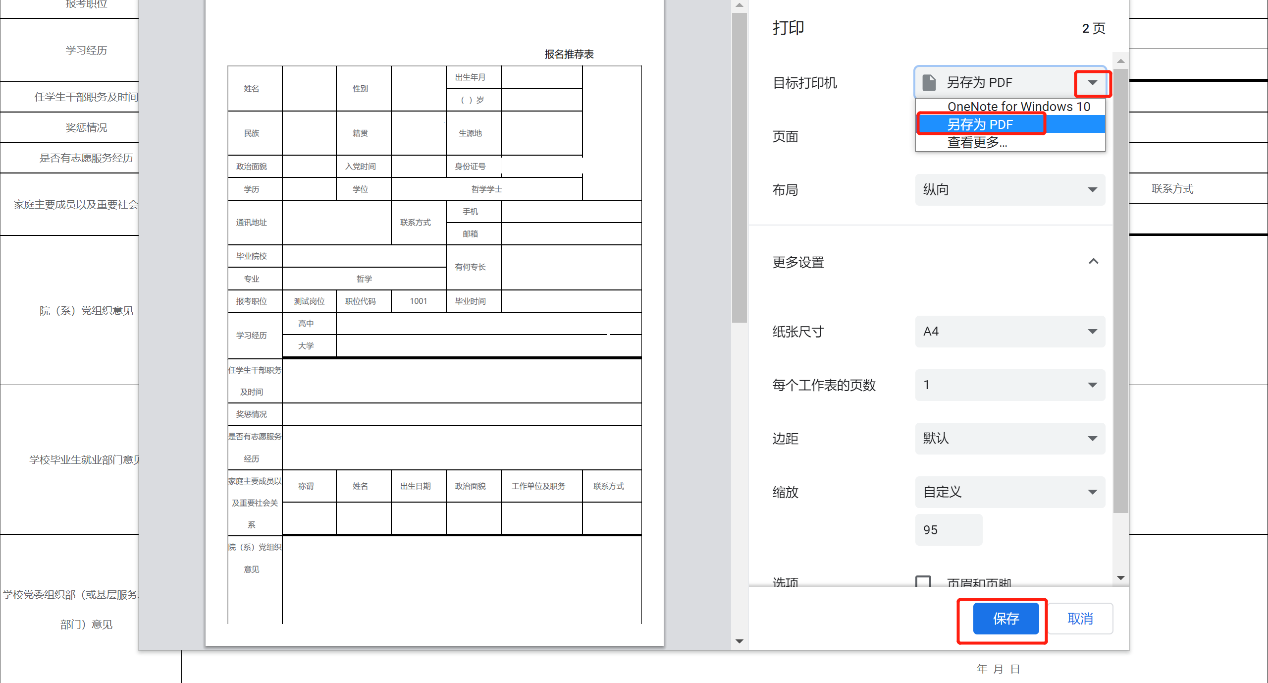 报考职位
学习经历
任学生干部职务及时间
奖惩情况
是否有志愿服务经历
家庭主要成员以及重要社会
院（系）党组织意见
学校毕业生就业部门意见
学校党委组织部（或基层服务
部门）意见
报名推荐表
姓名 性别 出生年月
（ ）岁
民族 籍贯 生源地
政治面貌 入党时间 身份证号
学历 学位 哲学学士
通讯地址 联系方式 手机
邮箱
毕业院校 有何专长
专业 哲学
报考职位 测试岗位 职位代码 1001 毕业时间
学习经历 高中
大学
任学生干部职务
及时间
奖惩情况
是否有志愿服务
经历
家庭主要成员以
及重要社会关
系
称谓 姓名 出生日期 政治面貌 工作单位及职务 联系方式
院（系）党组织
意见
打印 2 页
目标打印机 另存为 PDF
OneNote for Windows 10
另存为 PDF
查看更多...
页面
布局 纵向
更多设置
纸张尺寸 A4
每个工作表的页数 1
边距 默认
缩放 自定义
95
选项 页眉和页脚
保存 取消
联系方式
年 月 日